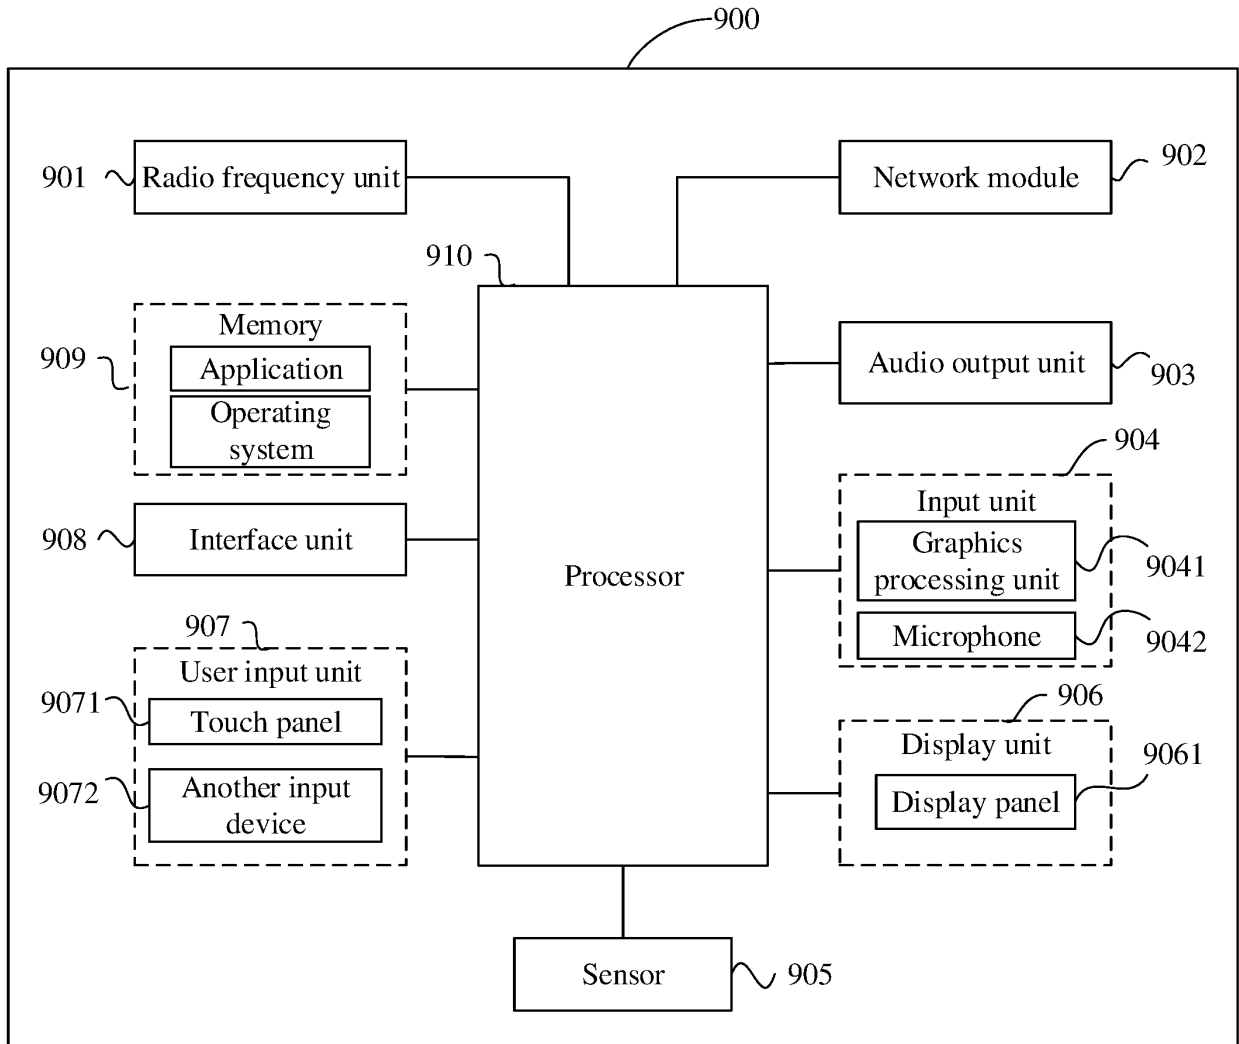 900
901
Radio frequency unit
Network module
902
910
Memory
909
Application
Operating
system
Audio output unit
903
904
Input unit
Graphics
processing unit
9041
908
Interface unit
Processor
Microphone
9042
907
User input unit
9071
Touch panel
9072
Another input
device
906
Display unit
9061
Display panel
Sensor
905